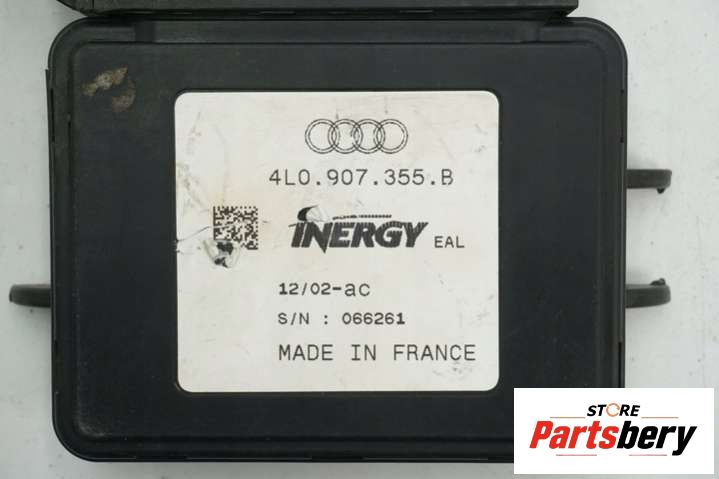 4L0.907.355.B
INERGY EAL
12/02-ac
S/N : 066261
MADE IN FRANCE
STORE
Partsbery